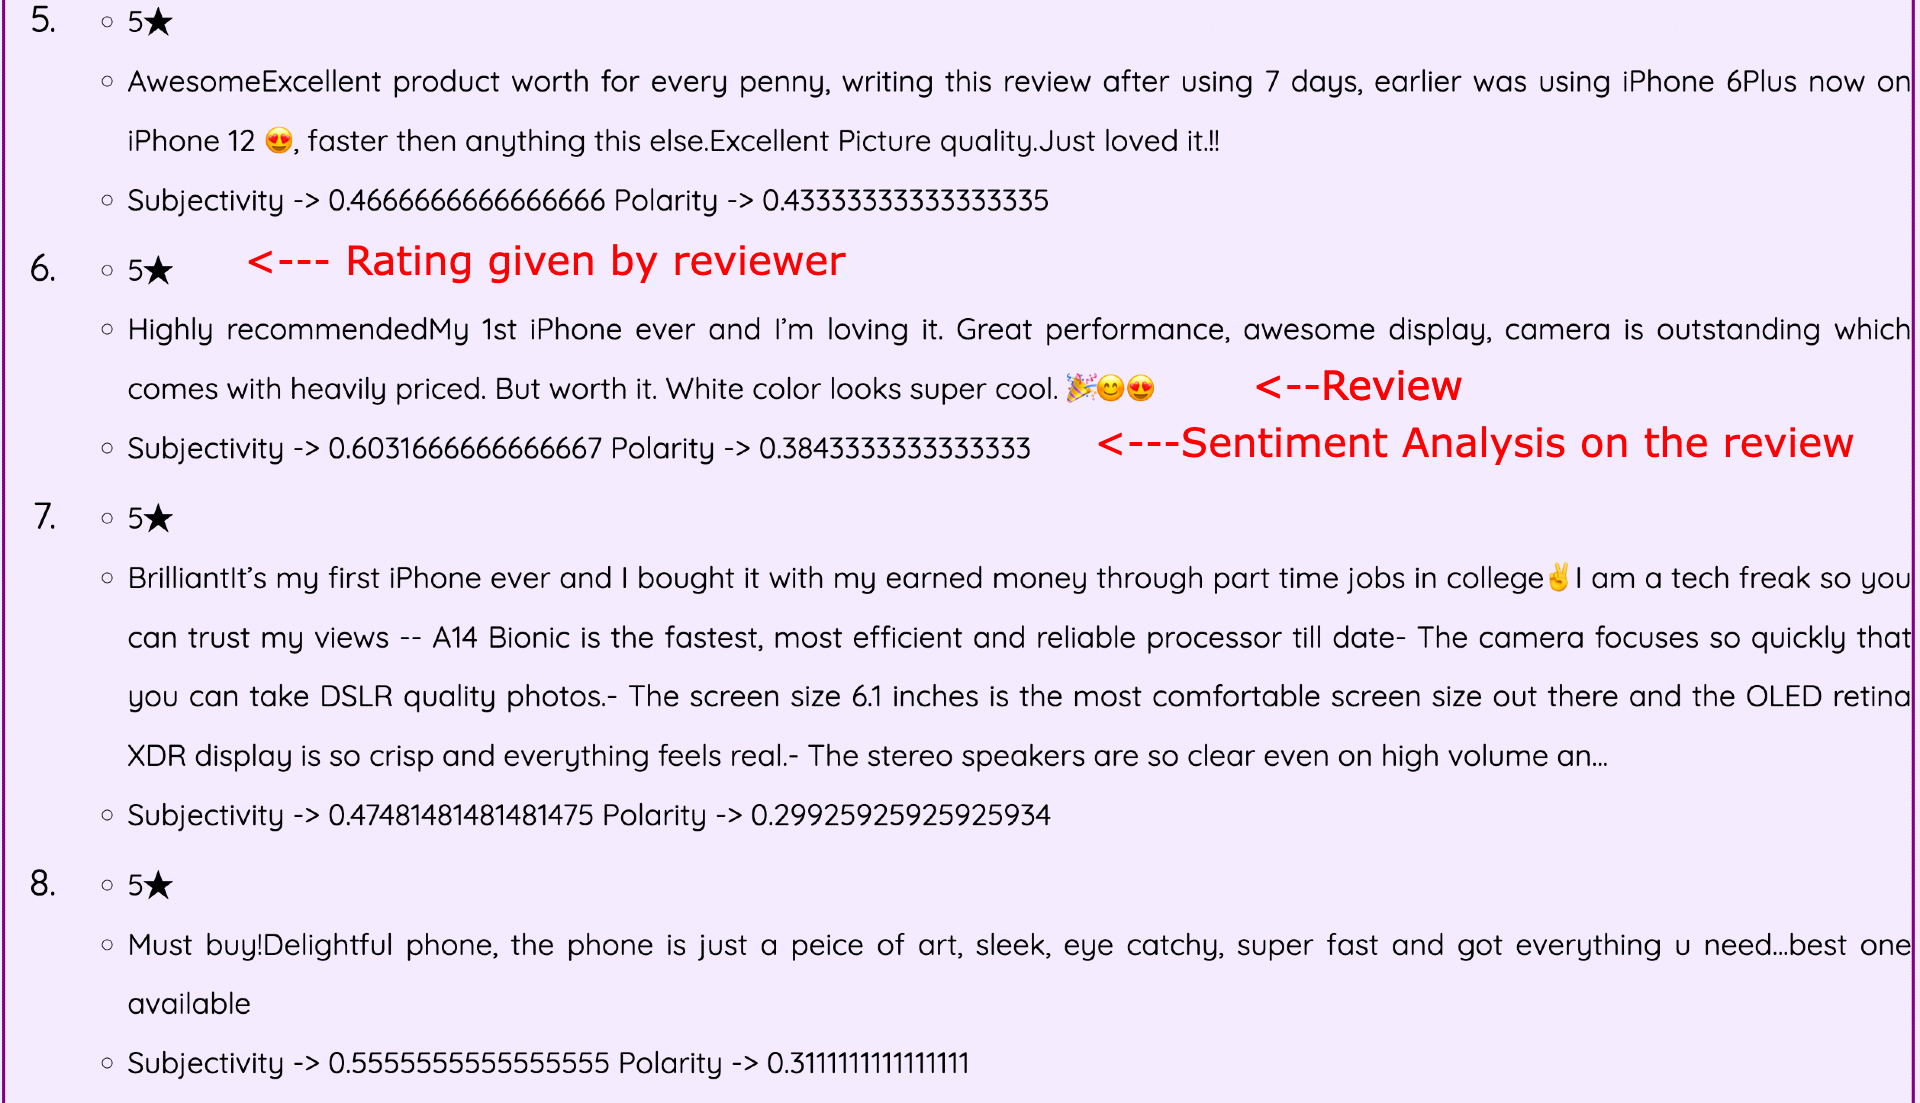 5. ○ 5★
○ AwesomeExcellent product worth for every penny, writing this review after using 7 days, earlier was using iPhone 6Plus now on
iPhone 12 😍, faster then anything this else.Excellent Picture quality.Just loved it.!!
○ Subjectivity -> 0.4666666666666666 Polarity -> 0.43333333333333335
6. ○ 5★ <--- Rating given by reviewer
○ Highly recommendedMy 1st iPhone ever and I’m loving it. Great performance, awesome display, camera is outstanding which
comes with heavily priced. But worth it. White color looks super cool. 🎉😊😍 <--Review
○ Subjectivity -> 0.6031666666666667 Polarity -> 0.3843333333333333 <---Sentiment Analysis on the review
7. ○ 5★
○ BrilliantIt’s my first iPhone ever and I bought it with my earned money through part time jobs in college✌I am a tech freak so you
can trust my views -- A14 Bionic is the fastest, most efficient and reliable processor till date- The camera focuses so quickly that
you can take DSLR quality photos.- The screen size 6.1 inches is the most comfortable screen size out there and the OLED retina
XDR display is so crisp and everything feels real.- The stereo speakers are so clear even on high volume an...
○ Subjectivity -> 0.47481481481481475 Polarity -> 0.29925925925925934
8. ○ 5★
○ Must buy!Delightful phone, the phone is just a peice of art, sleek, eye catchy, super fast and got everything u need...best one
available
○ Subjectivity -> 0.5555555555555555 Polarity -> 0.3111111111111111